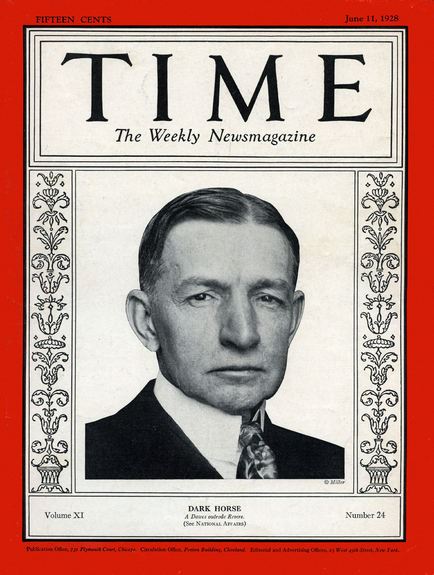 FIFTEEN CENTS
June 11, 1928
TIME
The Weekly Newsmagazine
© Miller
DARK HORSE
Volume XI
A Dawes outrode Revere.
Number 24
(See NATIONAL AFFAIRS)
Publication Office, 732 Plymouth Court, Chicago. Circulation Office, Penton Building, Cleveland. Editorial and Advertising Offices, 25 West 45th Street, New York.